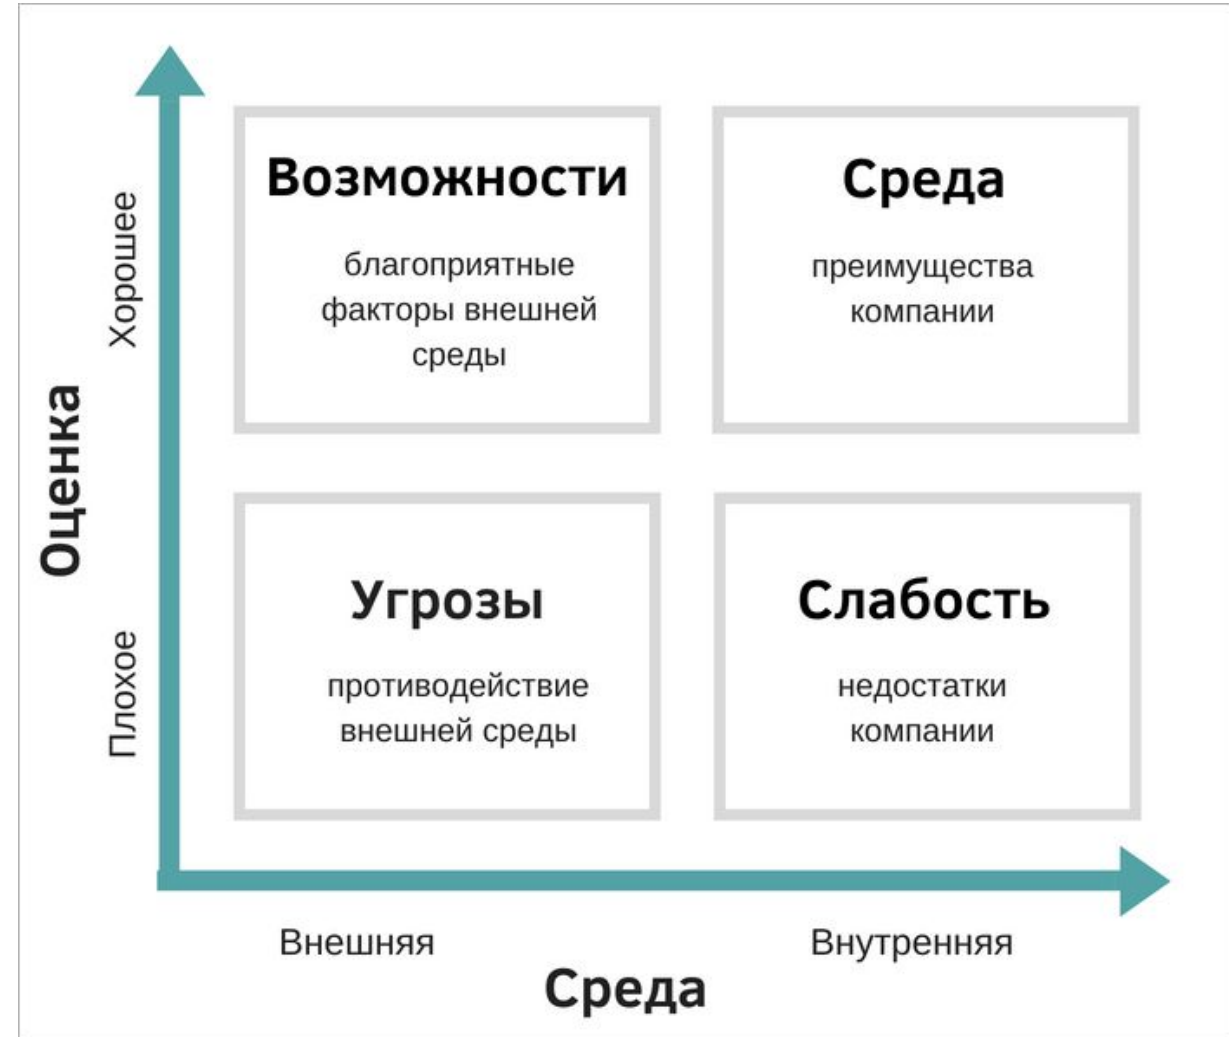 Оценка
Хорошее
Плохое
Возможности
благоприятные
факторы внешней
среды
Среда
преимущества
компании
Угрозы
противодействие
внешней среды
Слабость
недостатки
компании
Внешняя
Внутренняя
Среда